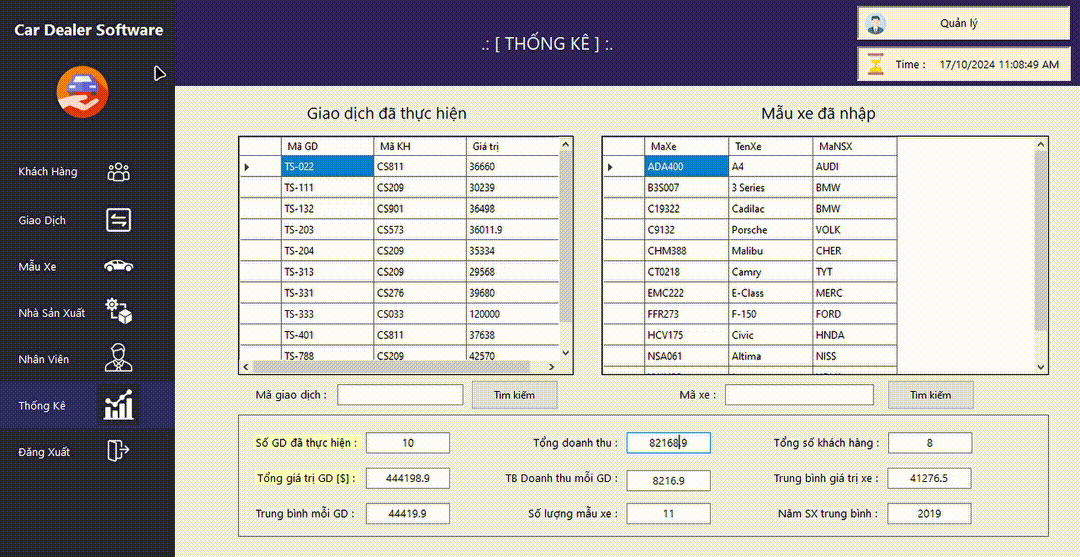 Car Dealer Software
.: [ THỐNG KÊ ] :.
Quản lý
Time : 17/10/2024 11:08:49 AM
Khách Hàng
Giao Dịch
Mẫu Xe
Nhà Sản Xuất
Nhân Viên
Thống Kê
Đăng Xuất
Giao dịch đã thực hiện
Mã GD Mã KH Giá trị
TS-022 CS811 36660
TS-111 CS209 30239
TS-132 CS901 36498
TS-203 CS573 36011.9
TS-204 CS209 35334
TS-313 CS209 29568
TS-331 CS276 39680
TS-333 CS033 120000
TS-401 CS811 37638
TS-788 CS209 42570
Mã giao dịch : Tìm kiếm
Mẫu xe đã nhập
MaXe TenXe MaNSX
ADA400 A4 AUDI
B3S007 3 Series BMW
C19322 Cadilac BMW
C9132 Porsche VOLK
CHM388 Malibu CHER
CT0218 Camry TYT
EMC222 E-Class MERC
FFR273 F-150 FORD
HCV175 Civic HNDA
NSA061 Altima NISS
Mã xe : Tìm kiếm
Số GD đã thực hiện : 10 Tổng doanh thu : 82168.9 Tổng số khách hàng : 8
Tổng giá trị GD [$] : 444198.9 TB Doanh thu mỗi GD : 8216.9 Trung bình giá trị xe : 41276.5
Trung bình mỗi GD : 44419.9 Số lượng mẫu xe : 11 Năm SX trung bình : 2019